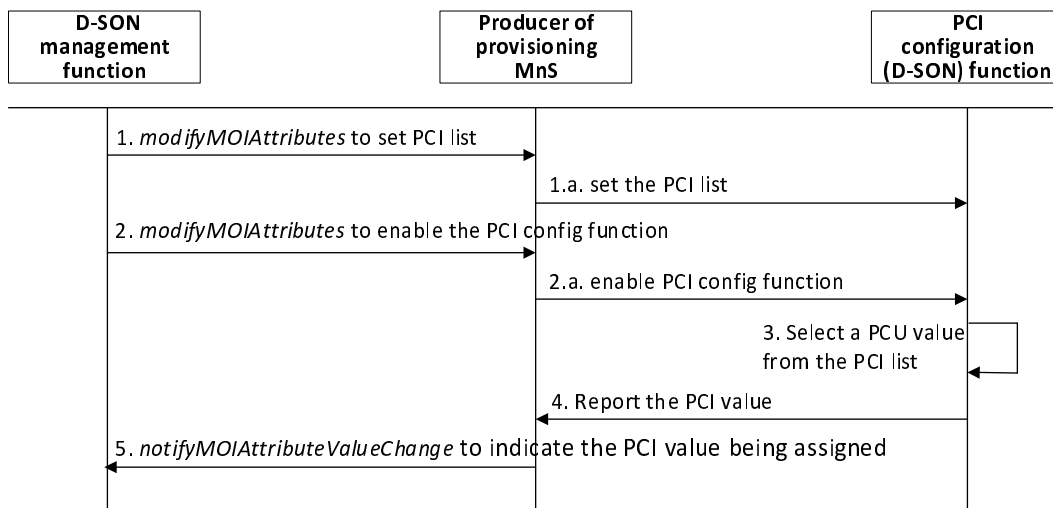 D-SON
management
function
Producer of
provisioning
MnS
PCI
configuration
(D-SON) function
1. modifyMOIAttributes to set PCI list
1.a. set the PCI list
2. modifyMOIAttributes to enable the PCI config function
2.a. enable PCI config function
3. Select a PCU value
from the PCI list
4. Report the PCI value
5. notifyMOIAttributeValueChange to indicate the PCI value being assigned